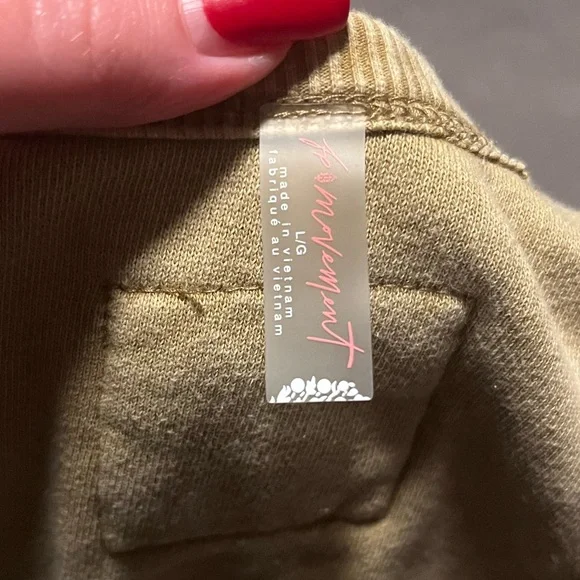 fp movement
L/G
made in vietnam
fabriqué au vietnam